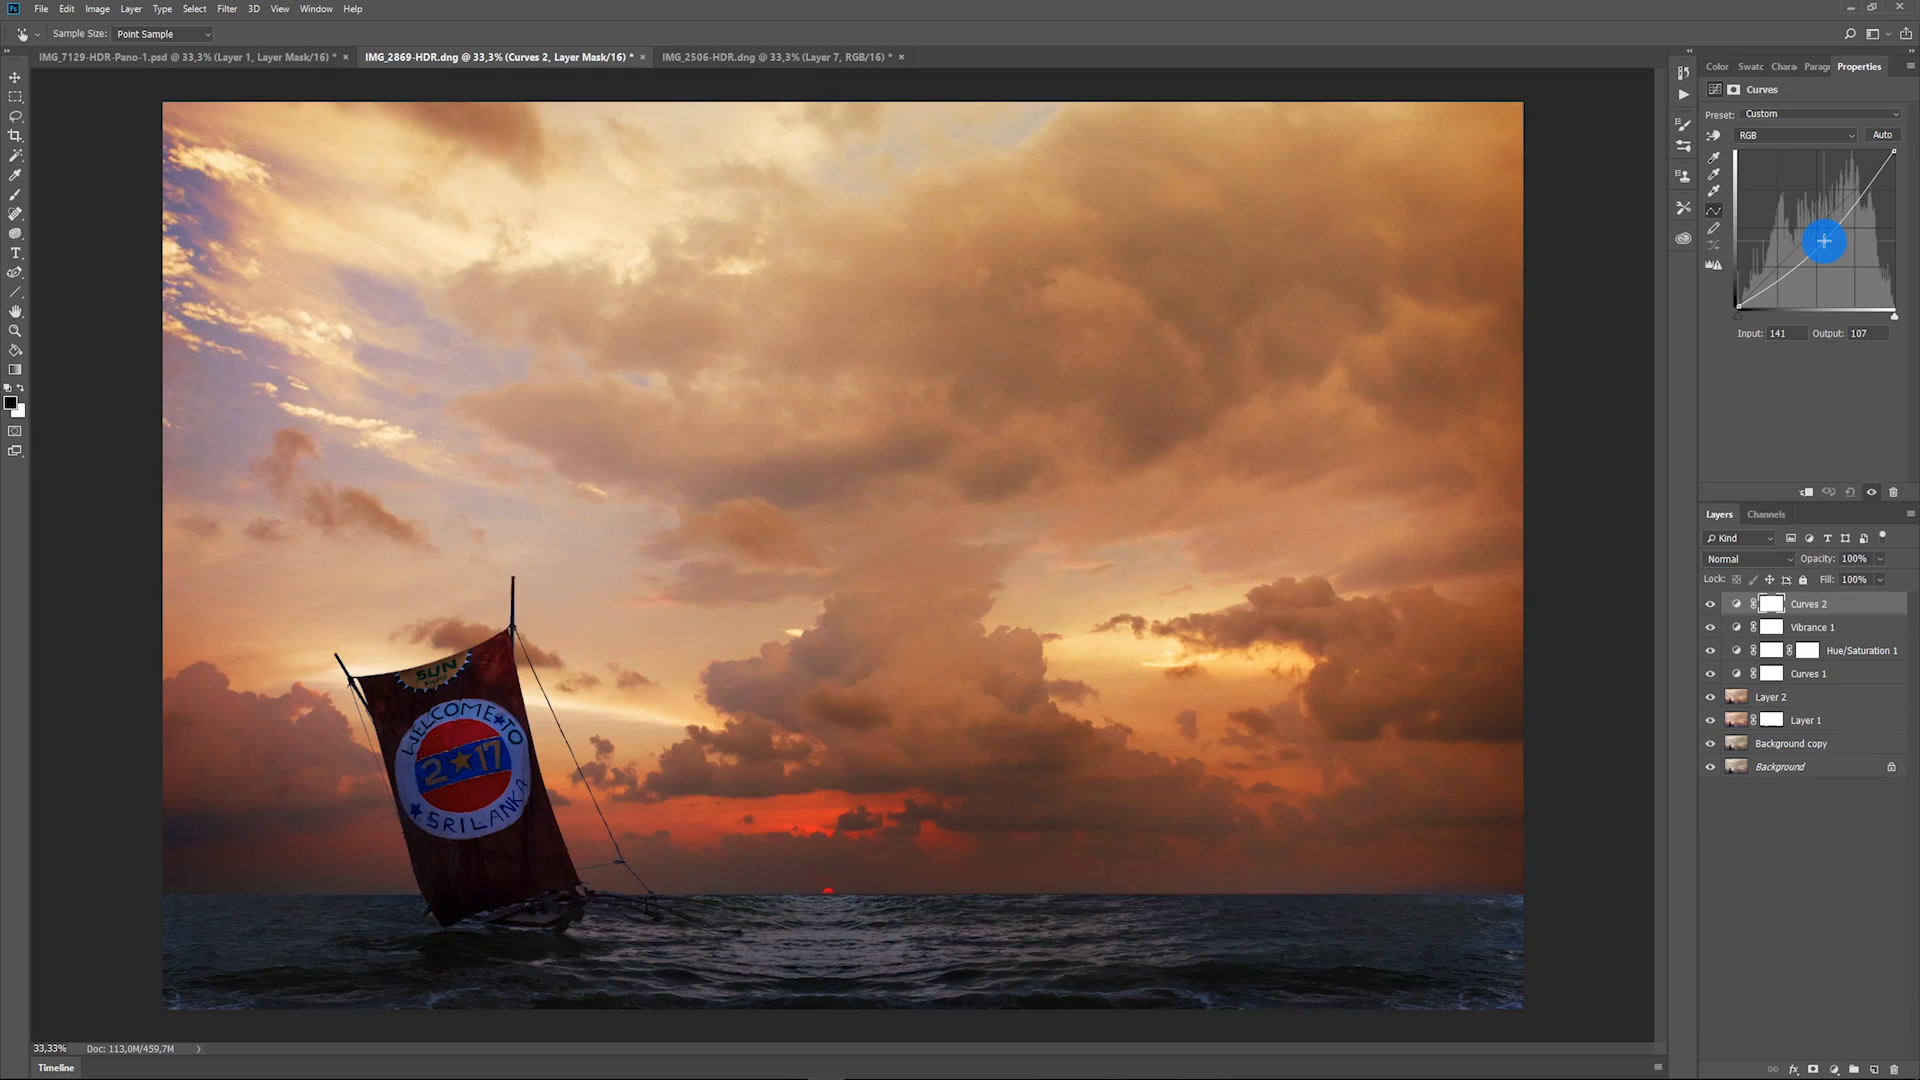 Ps File Edit Image Layer Type Select Filter 3D View Window Help
Sample Size: Point Sample
IMG_7129-HDR-Pano-1.psd @ 33,3% (Layer 1, Layer Mask/16) * × IMG_2869-HDR.dng @ 33,3% (Curves 2, Layer Mask/16) * × IMG_2506-HDR.dng @ 33,3% (Layer 7, RGB/16) * ×
Color Swatc Chara Paragr Properties
Curves
Preset: Custom
RGB Auto
Input: 141 Output: 107
Layers Channels
Kind
Normal Opacity: 100%
Lock: Fill: 100%
Curves 2
Vibrance 1
Hue/Saturation 1
Curves 1
Layer 2
Layer 1
Background copy
Background
SUN
WELCOME★TO
2★17
★SRILANKA
33,33% Doc: 113,0M/459,7M
Timeline